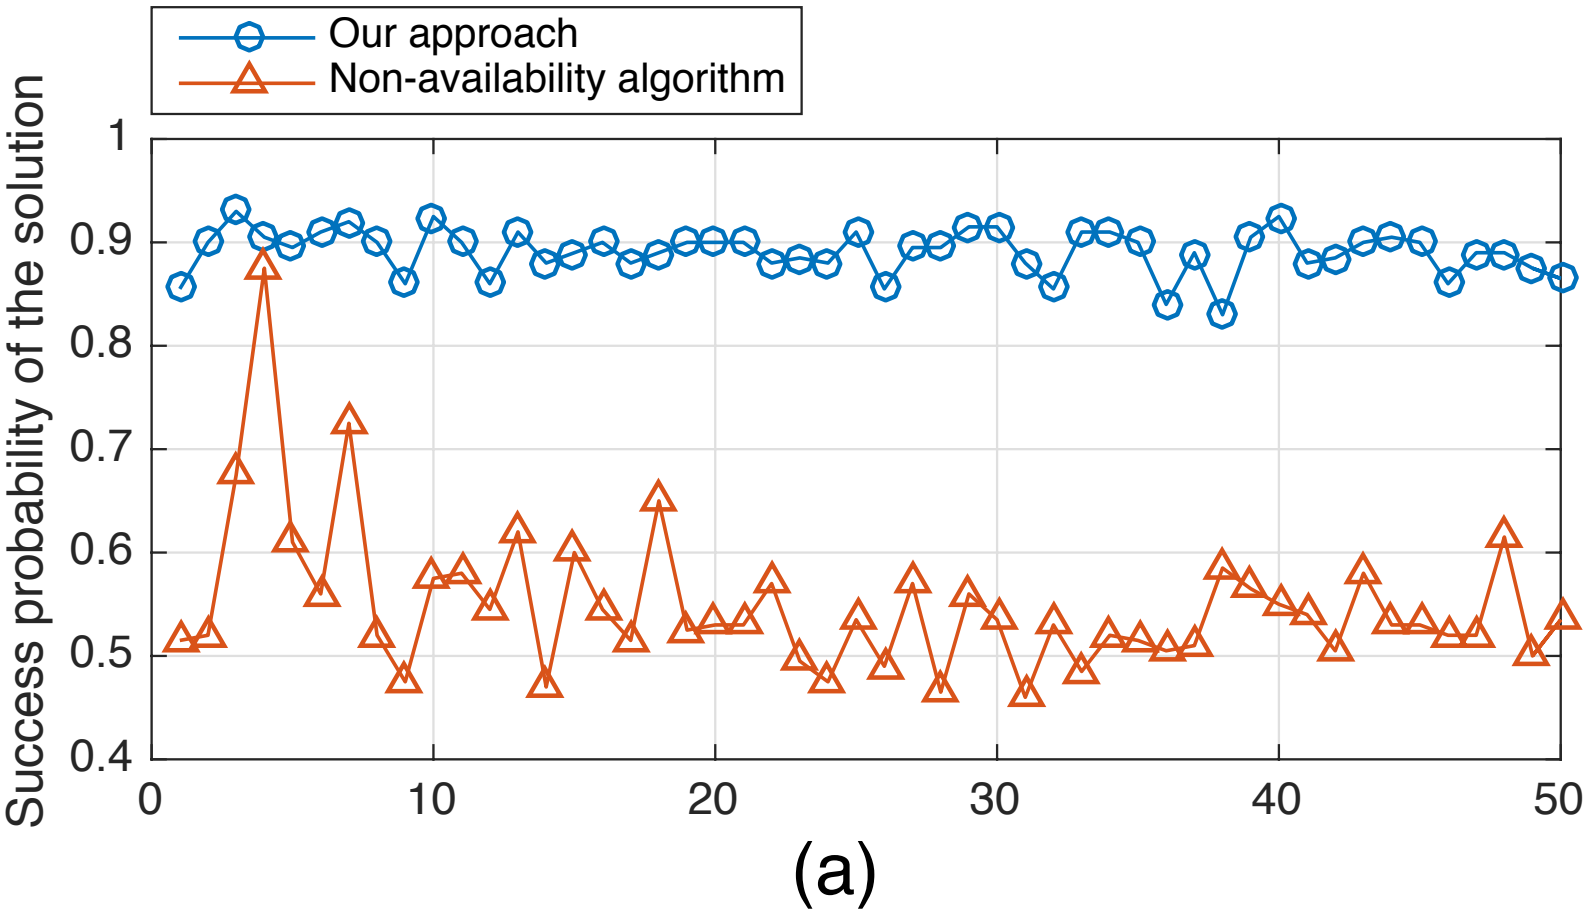 Our approach
Non-availability algorithm
Success probability of the solution
1
0.9
0.8
0.7
0.6
0.5
0.4
0 10 20 30 40 50
(a)